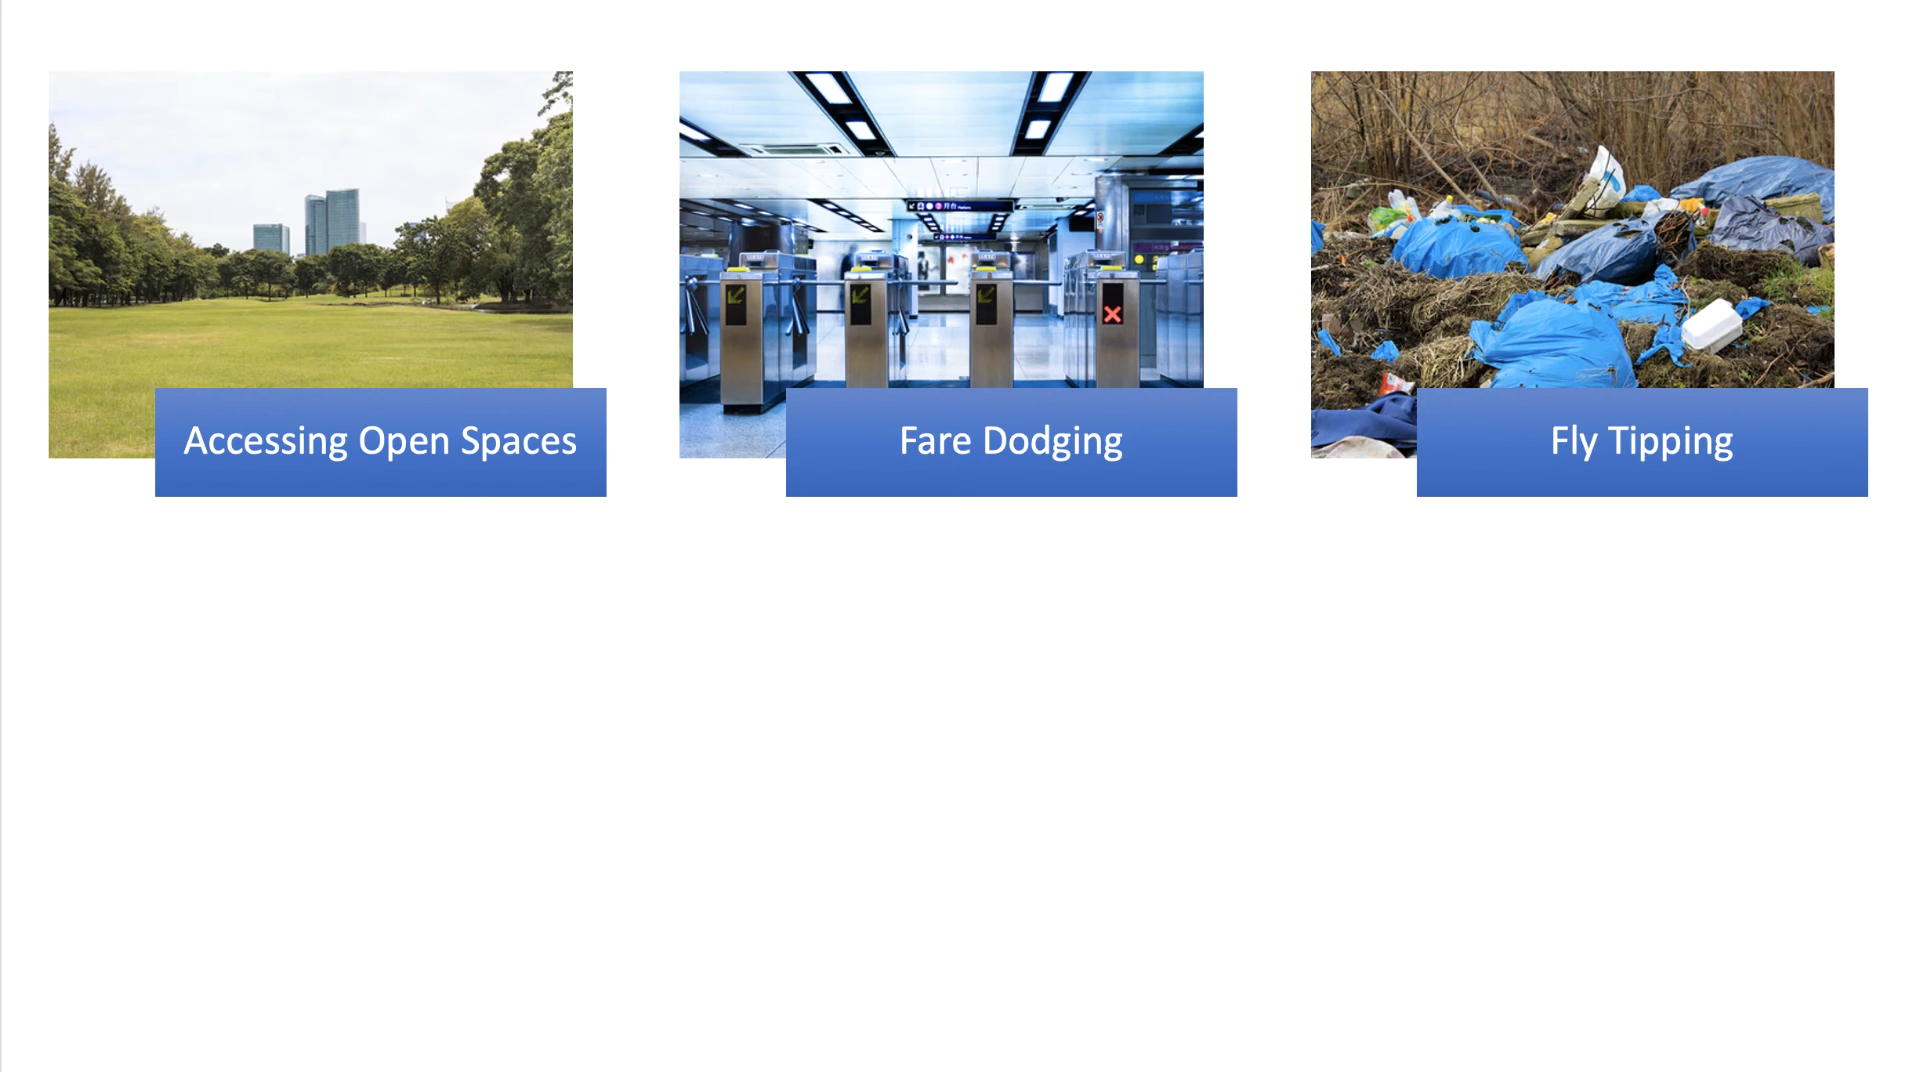 Accessing Open Spaces
Fare Dodging
Fly Tipping